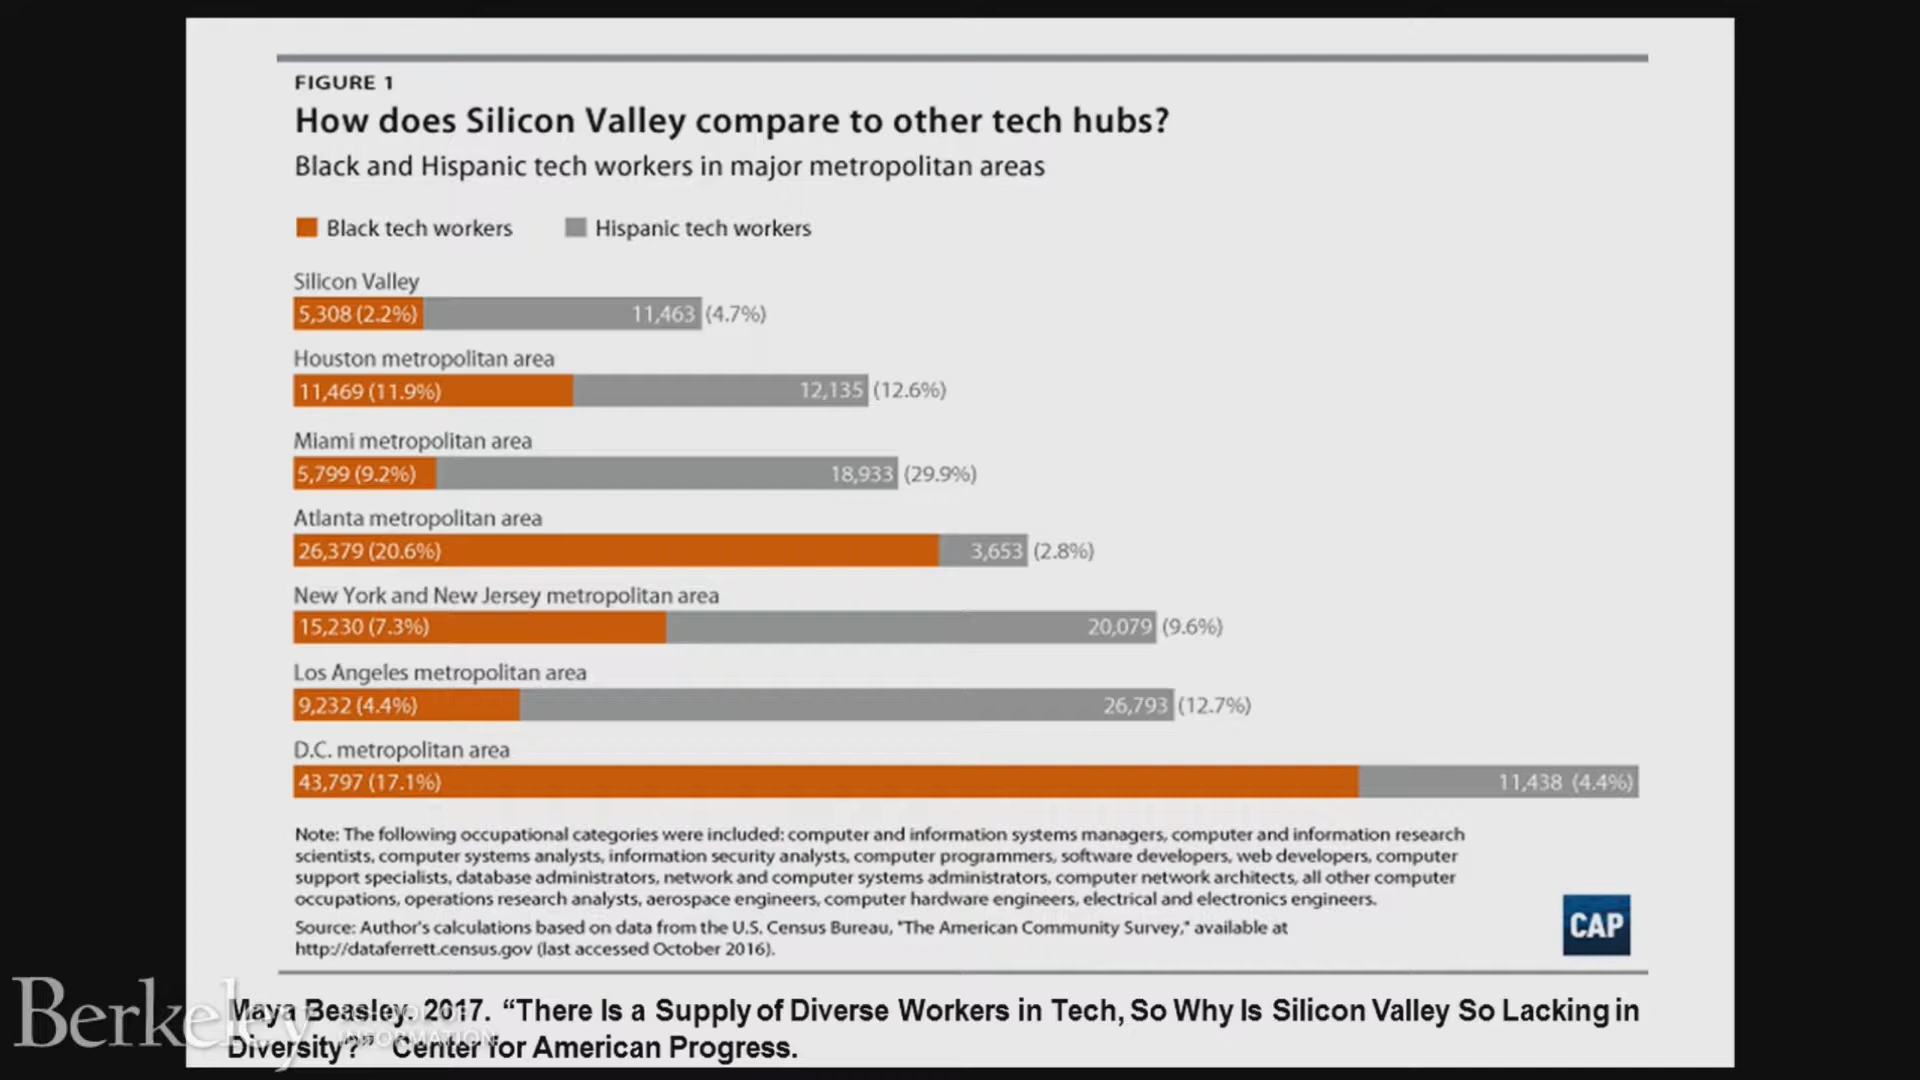 FIGURE 1
How does Silicon Valley compare to other tech hubs?
Black and Hispanic tech workers in major metropolitan areas
Black tech workers Hispanic tech workers
Silicon Valley
5,308 (2.2%) 11,463 (4.7%)
Houston metropolitan area
11,469 (11.9%) 12,135 (12.6%)
Miami metropolitan area
5,799 (9.2%) 18,933 (29.9%)
Atlanta metropolitan area
26,379 (20.6%) 3,653 (2.8%)
New York and New Jersey metropolitan area
15,230 (7.3%) 20,079 (9.6%)
Los Angeles metropolitan area
9,232 (4.4%) 26,793 (12.7%)
D.C. metropolitan area
43,797 (17.1%) 11,438 (4.4%)
Note: The following occupational categories were included: computer and information systems managers, computer and information research
scientists, computer systems analysts, information security analysts, computer programmers, software developers, web developers, computer
support specialists, database administrators, network and computer systems administrators, computer network architects, all other computer
occupations, operations research analysts, aerospace engineers, computer hardware engineers, electrical and electronics engineers.
Source: Author's calculations based on data from the U.S. Census Bureau, "The American Community Survey," available at
http://dataferrett.census.gov (last accessed October 2016).
CAP
Maya Beasley. 2017. “There Is a Supply of Diverse Workers in Tech, So Why Is Silicon Valley So Lacking in
Diversity?” Center for American Progress.
Berkeley
INFORMATION